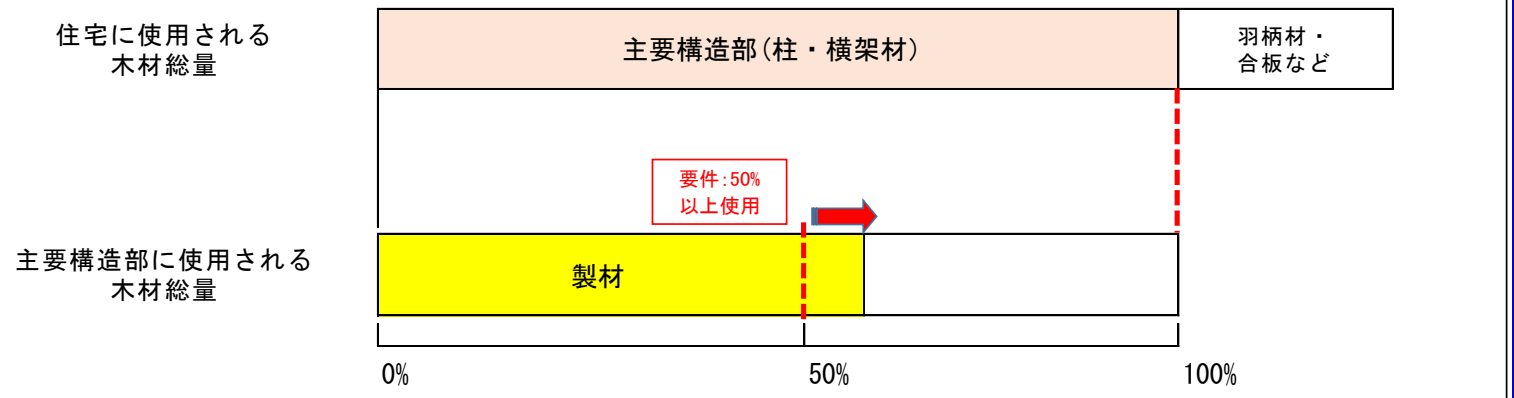 住宅に使用される
木材総量
主要構造部(柱・横架材)
羽柄材・
合板など
要件:50%
以上使用
主要構造部に使用される
木材総量
製材
0%
50%
100%